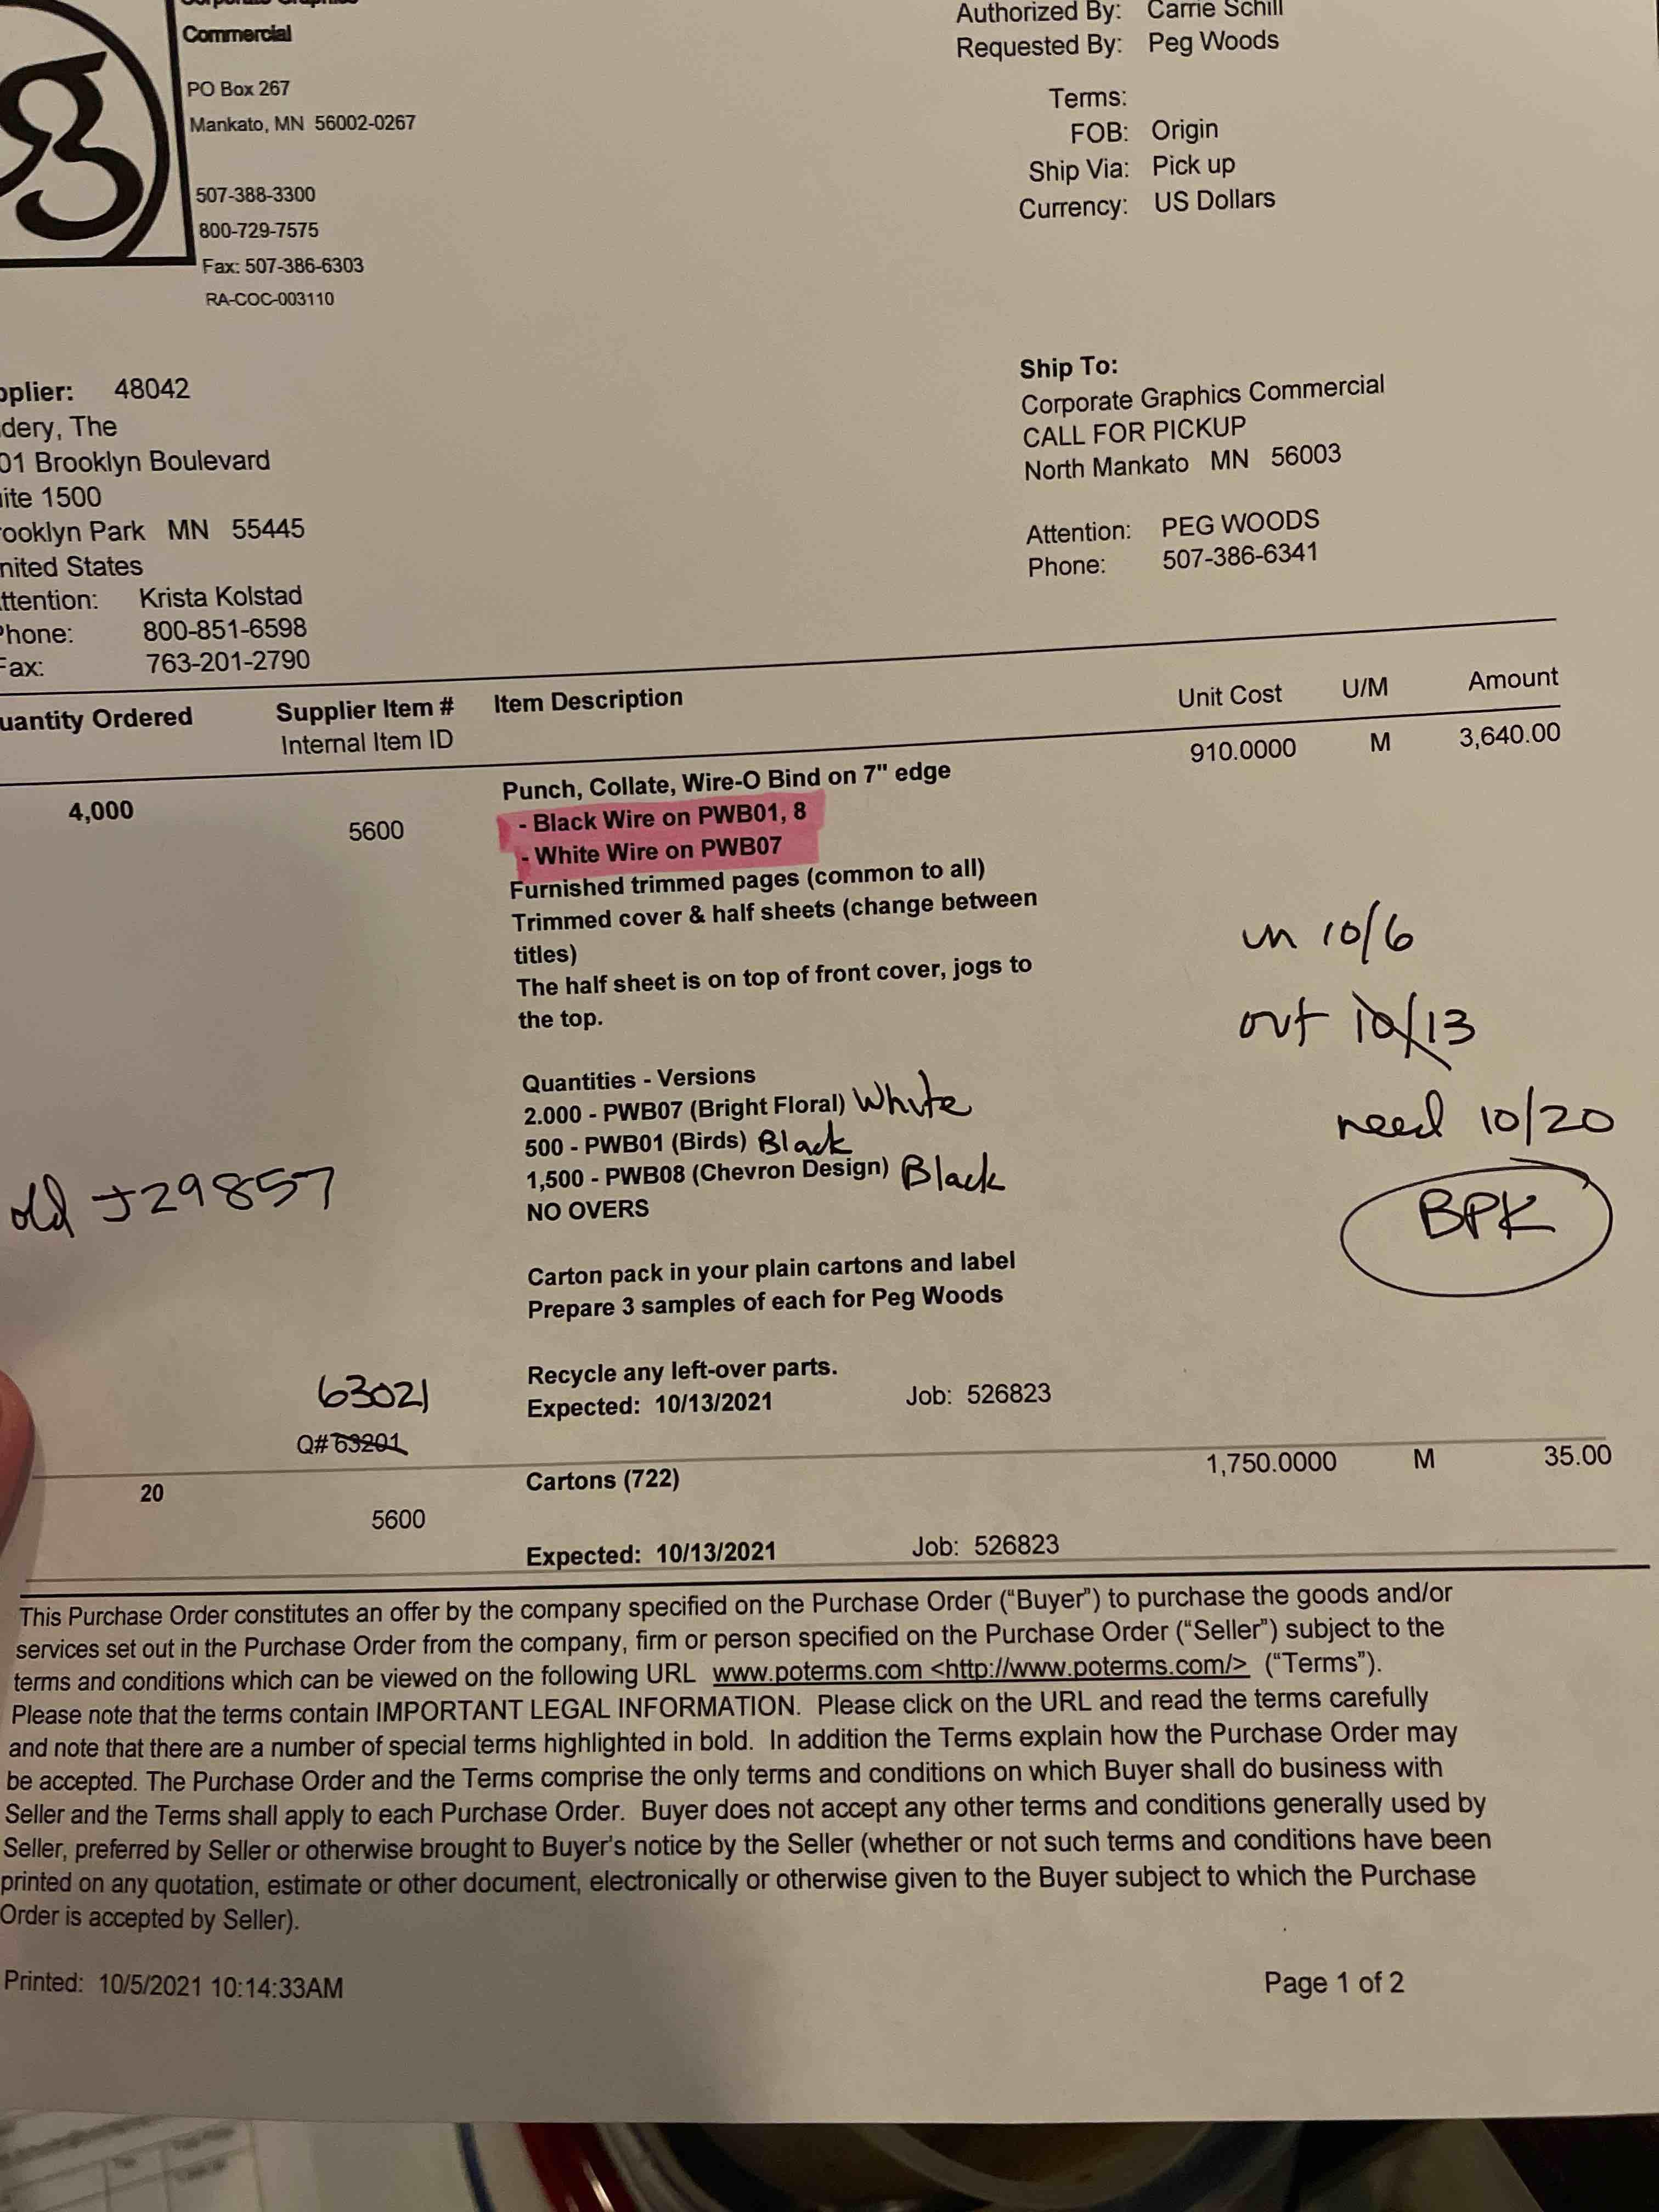 Commercial
PO Box 267
Mankato, MN 56002-0267
507-388-3300
800-729-7575
Fax: 507-386-6303
RA-COC-003110
Authorized By: Carrie Schill
Requested By: Peg Woods
Terms:
FOB: Origin
Ship Via: Pick up
Currency: US Dollars
pplier: 48042
dery, The
01 Brooklyn Boulevard
ite 1500
ooklyn Park MN 55445
nited States
ttention: Krista Kolstad
Phone: 800-851-6598
Fax: 763-201-2790
Ship To:
Corporate Graphics Commercial
CALL FOR PICKUP
North Mankato MN 56003
Attention: PEG WOODS
Phone: 507-386-6341
uantity Ordered Supplier Item # Item Description Unit Cost U/M Amount
Internal Item ID
4,000 5600 Punch, Collate, Wire-O Bind on 7" edge 910.0000 M 3,640.00
- Black Wire on PWB01, 8
- White Wire on PWB07
Furnished trimmed pages (common to all)
Trimmed cover & half sheets (change between
titles)
The half sheet is on top of front cover, jogs to
the top.
in 10/6
out 10/13
need 10/20
BPK
Quantities - Versions
2.000 - PWB07 (Bright Floral) White
500 - PWB01 (Birds) Black
1,500 - PWB08 (Chevron Design) Black
NO OVERS
old J29857
Carton pack in your plain cartons and label
Prepare 3 samples of each for Peg Woods
Recycle any left-over parts.
Expected: 10/13/2021 Job: 526823
63021
Q# 63201
20 5600 Cartons (722) 1,750.0000 M 35.00
Expected: 10/13/2021 Job: 526823
This Purchase Order constitutes an offer by the company specified on the Purchase Order (“Buyer”) to purchase the goods and/or
services set out in the Purchase Order from the company, firm or person specified on the Purchase Order (“Seller”) subject to the
terms and conditions which can be viewed on the following URL www.poterms.com <http://www.poterms.com/> (“Terms”).
Please note that the terms contain IMPORTANT LEGAL INFORMATION. Please click on the URL and read the terms carefully
and note that there are a number of special terms highlighted in bold. In addition the Terms explain how the Purchase Order may
be accepted. The Purchase Order and the Terms comprise the only terms and conditions on which Buyer shall do business with
Seller and the Terms shall apply to each Purchase Order. Buyer does not accept any other terms and conditions generally used by
Seller, preferred by Seller or otherwise brought to Buyer's notice by the Seller (whether or not such terms and conditions have been
printed on any quotation, estimate or other document, electronically or otherwise given to the Buyer subject to which the Purchase
Order is accepted by Seller).
Printed: 10/5/2021 10:14:33AM Page 1 of 2